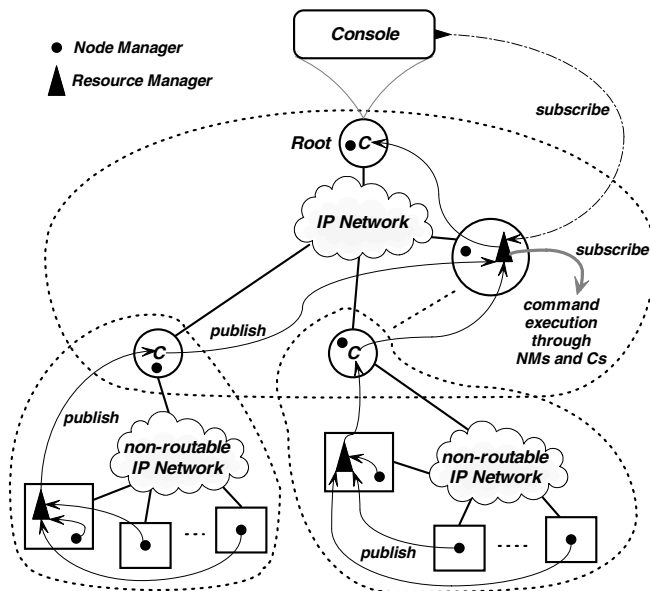 Console
Node Manager
Resource Manager
subscribe
Root
C
IP Network
subscribe
command
execution
through
NMs and Cs
publish
C
C
publish
non-routable
IP Network
non-routable
IP Network
publish